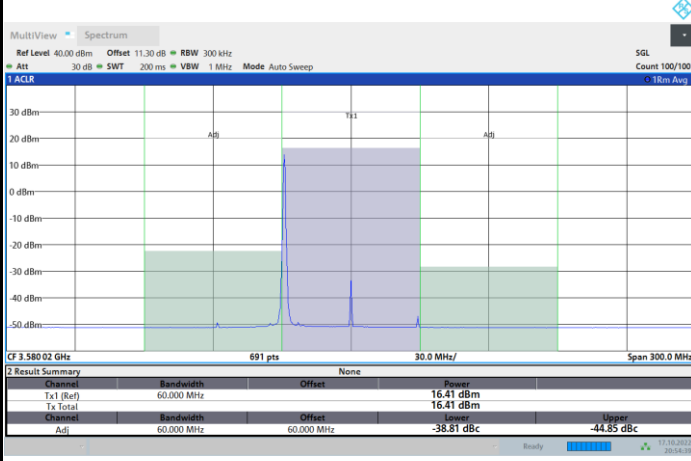 MultiView Spectrum
Ref Level 40.00 dBm Offset 11.30 dB RBW 300 kHz SGL
Att 30 dB SWT 200 ms VBW 1 MHz Mode Auto Sweep Count 100/100
1 ACLR 1Rm Avg
30 dBm
Tx1
20 dBm Adj Adj
10 dBm
0 dBm
-10 dBm
-20 dBm
-30 dBm
-40 dBm
-50 dBm
CF 3.580 02 GHz 691 pts 30.0 MHz/ Span 300.0 MHz
2 Result Summary None
Channel Bandwidth Offset Power
Tx1 (Ref) 60.000 MHz 16.41 dBm
Tx Total 16.41 dBm
Channel Bandwidth Offset Lower Upper
Adj 60.000 MHz 60.000 MHz -38.81 dBc -44.85 dBc
Ready 17.10.2022